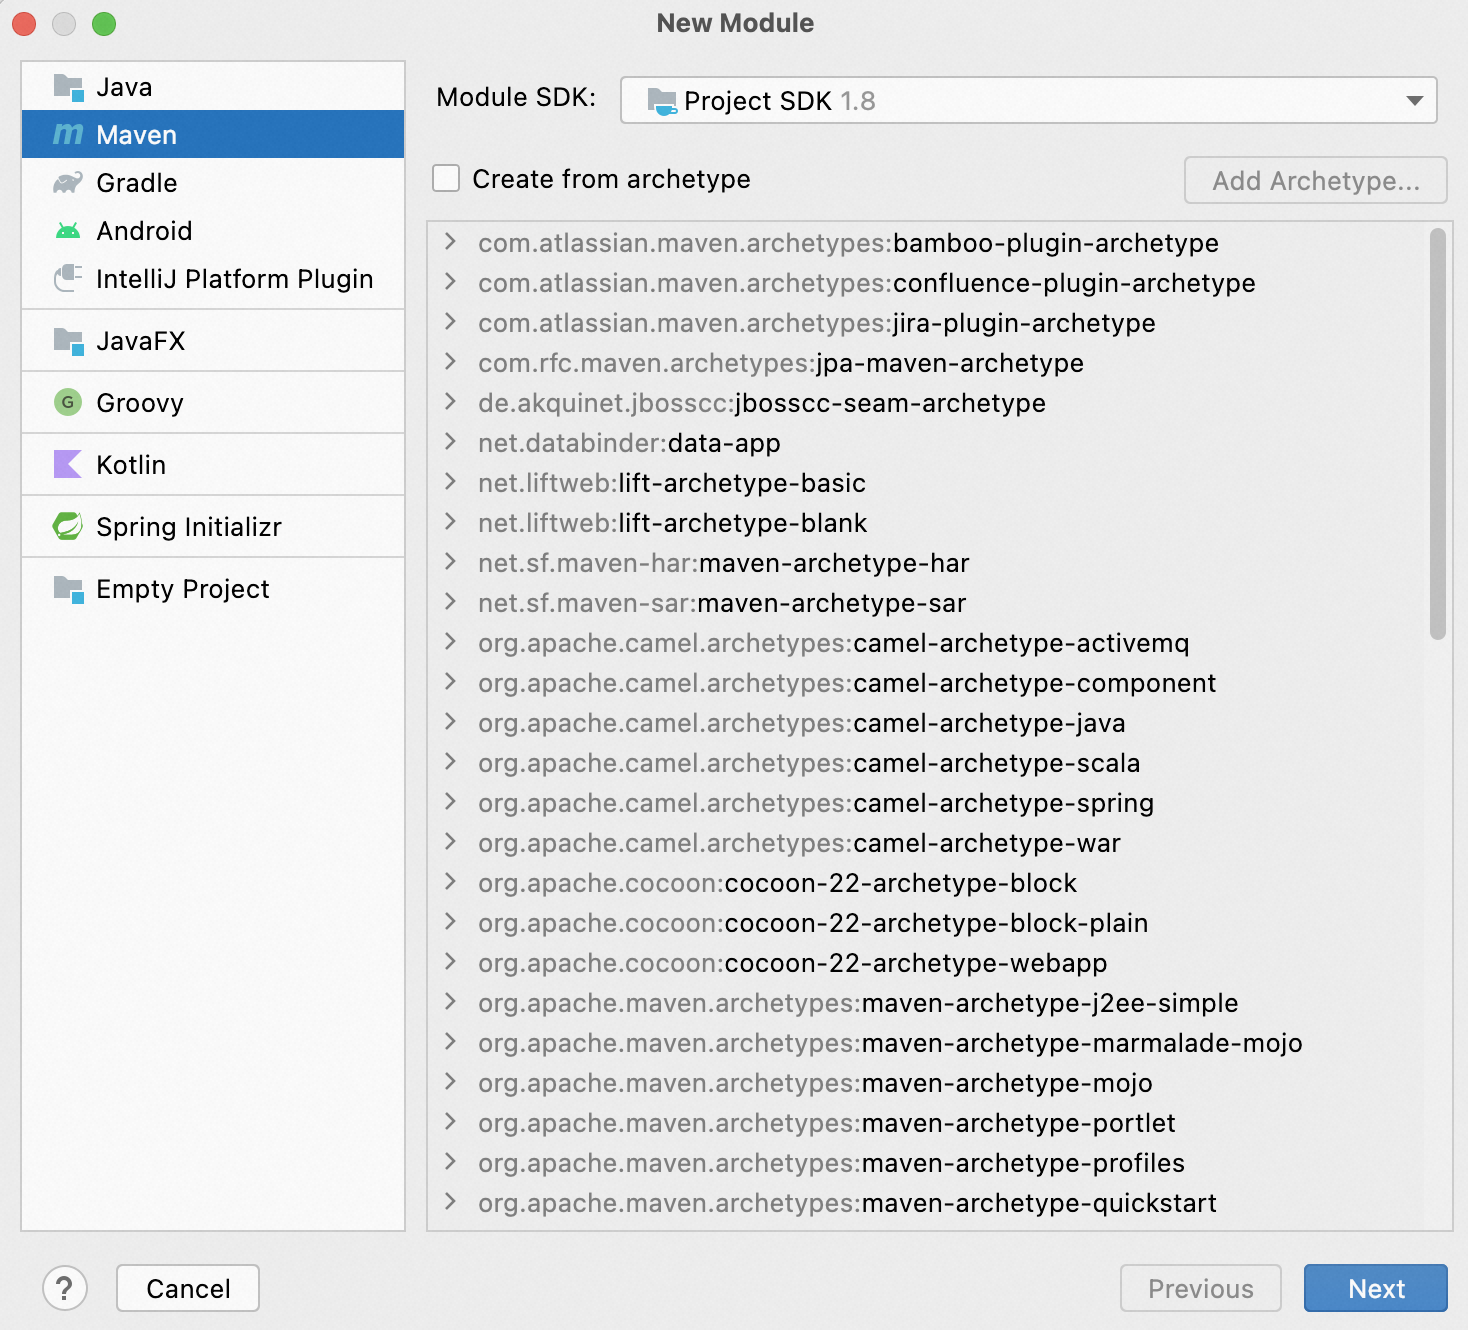 New Module
Java
Maven
Gradle
Android
IntelliJ Platform Plugin
JavaFX
G Groovy
Kotlin
Spring Initializr
Empty Project
Module SDK: Project SDK 1.8
Create from archetype
Add Archetype...
com.atlassian.maven.archetypes:bamboo-plugin-archetype
com.atlassian.maven.archetypes:confluence-plugin-archetype
com.atlassian.maven.archetypes:jira-plugin-archetype
com.rfc.maven.archetypes:jpa-maven-archetype
de.akquinet.jbosscc:jbosscc-seam-archetype
net.databinder:data-app
net.liftweb:lift-archetype-basic
net.liftweb:lift-archetype-blank
net.sf.maven-har:maven-archetype-har
net.sf.maven-sar:maven-archetype-sar
org.apache.camel.archetypes:camel-archetype-activemq
org.apache.camel.archetypes:camel-archetype-component
org.apache.camel.archetypes:camel-archetype-java
org.apache.camel.archetypes:camel-archetype-scala
org.apache.camel.archetypes:camel-archetype-spring
org.apache.camel.archetypes:camel-archetype-war
org.apache.cocoon:cocoon-22-archetype-block
org.apache.cocoon:cocoon-22-archetype-block-plain
org.apache.cocoon:cocoon-22-archetype-webapp
org.apache.maven.archetypes:maven-archetype-j2ee-simple
org.apache.maven.archetypes:maven-archetype-marmalade-mojo
org.apache.maven.archetypes:maven-archetype-mojo
org.apache.maven.archetypes:maven-archetype-portlet
org.apache.maven.archetypes:maven-archetype-profiles
org.apache.maven.archetypes:maven-archetype-quickstart
? Cancel
Previous
Next